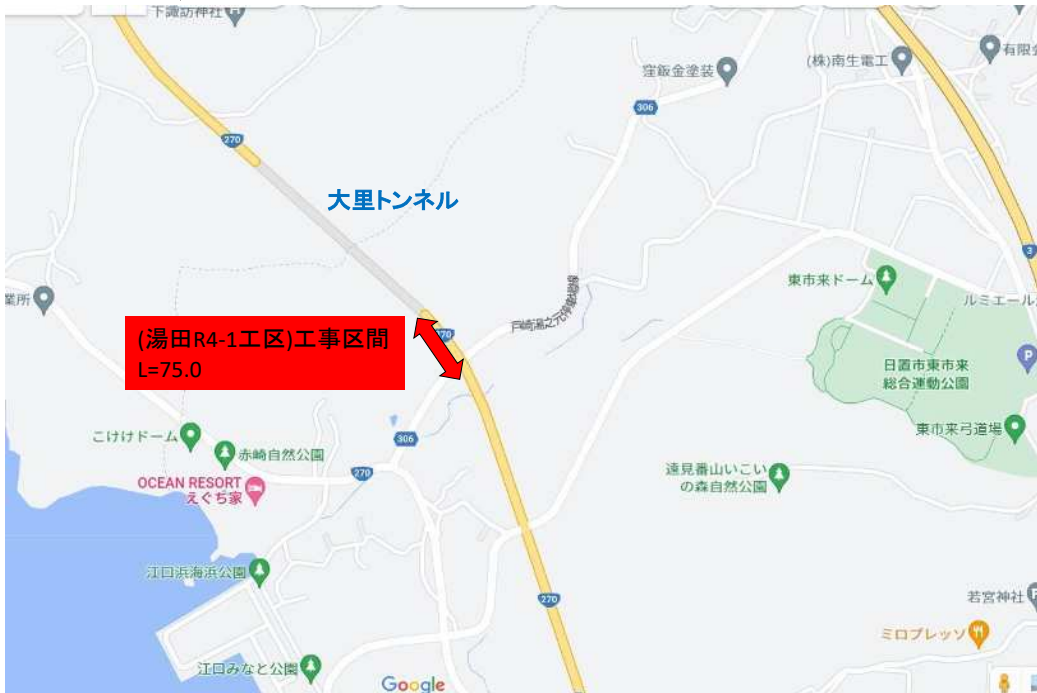 下諏訪神社
窪鈑金塗装
(株)南生電工
有限会
306
270
大里トンネル
戸崎湯之元停車場線
東市来ドーム
3
ルミエール
業所
(湯田R4-1工区)工事区間
L=75.0
270
P
日置市東市来
総合運動公園
こけけドーム
赤崎自然公園
306
東市来弓道場
OCEAN RESORT
えぐち家
270
遠見番山いこい
の森自然公園
江口浜海浜公園
270
若宮神社
P
ミロプレッソ
江口みなと公園
Google